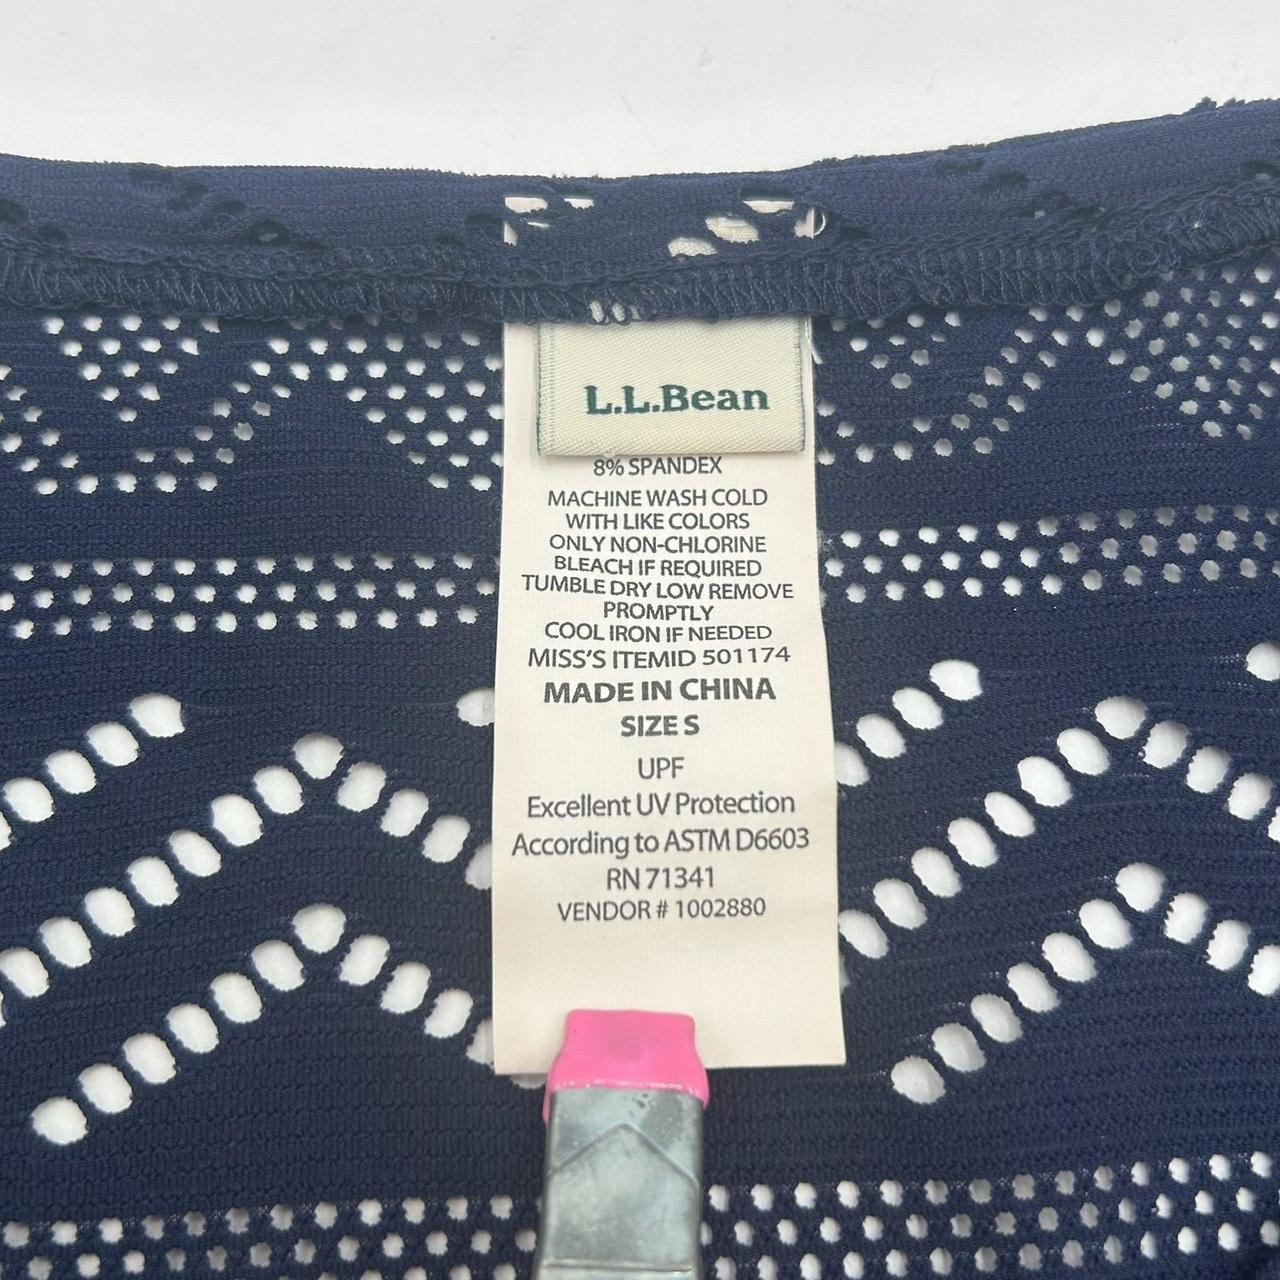 L.L.Bean
8% SPANDEX
MACHINE WASH COLD
WITH LIKE COLORS
ONLY NON-CHLORINE
BLEACH IF REQUIRED
TUMBLE DRY LOW REMOVE
PROMPTLY
COOL IRON IF NEEDED
MISS'S ITEMID 501174
MADE IN CHINA
SIZE S
UPF
Excellent UV Protection
According to ASTM D6603
RN 71341
VENDOR # 1002880